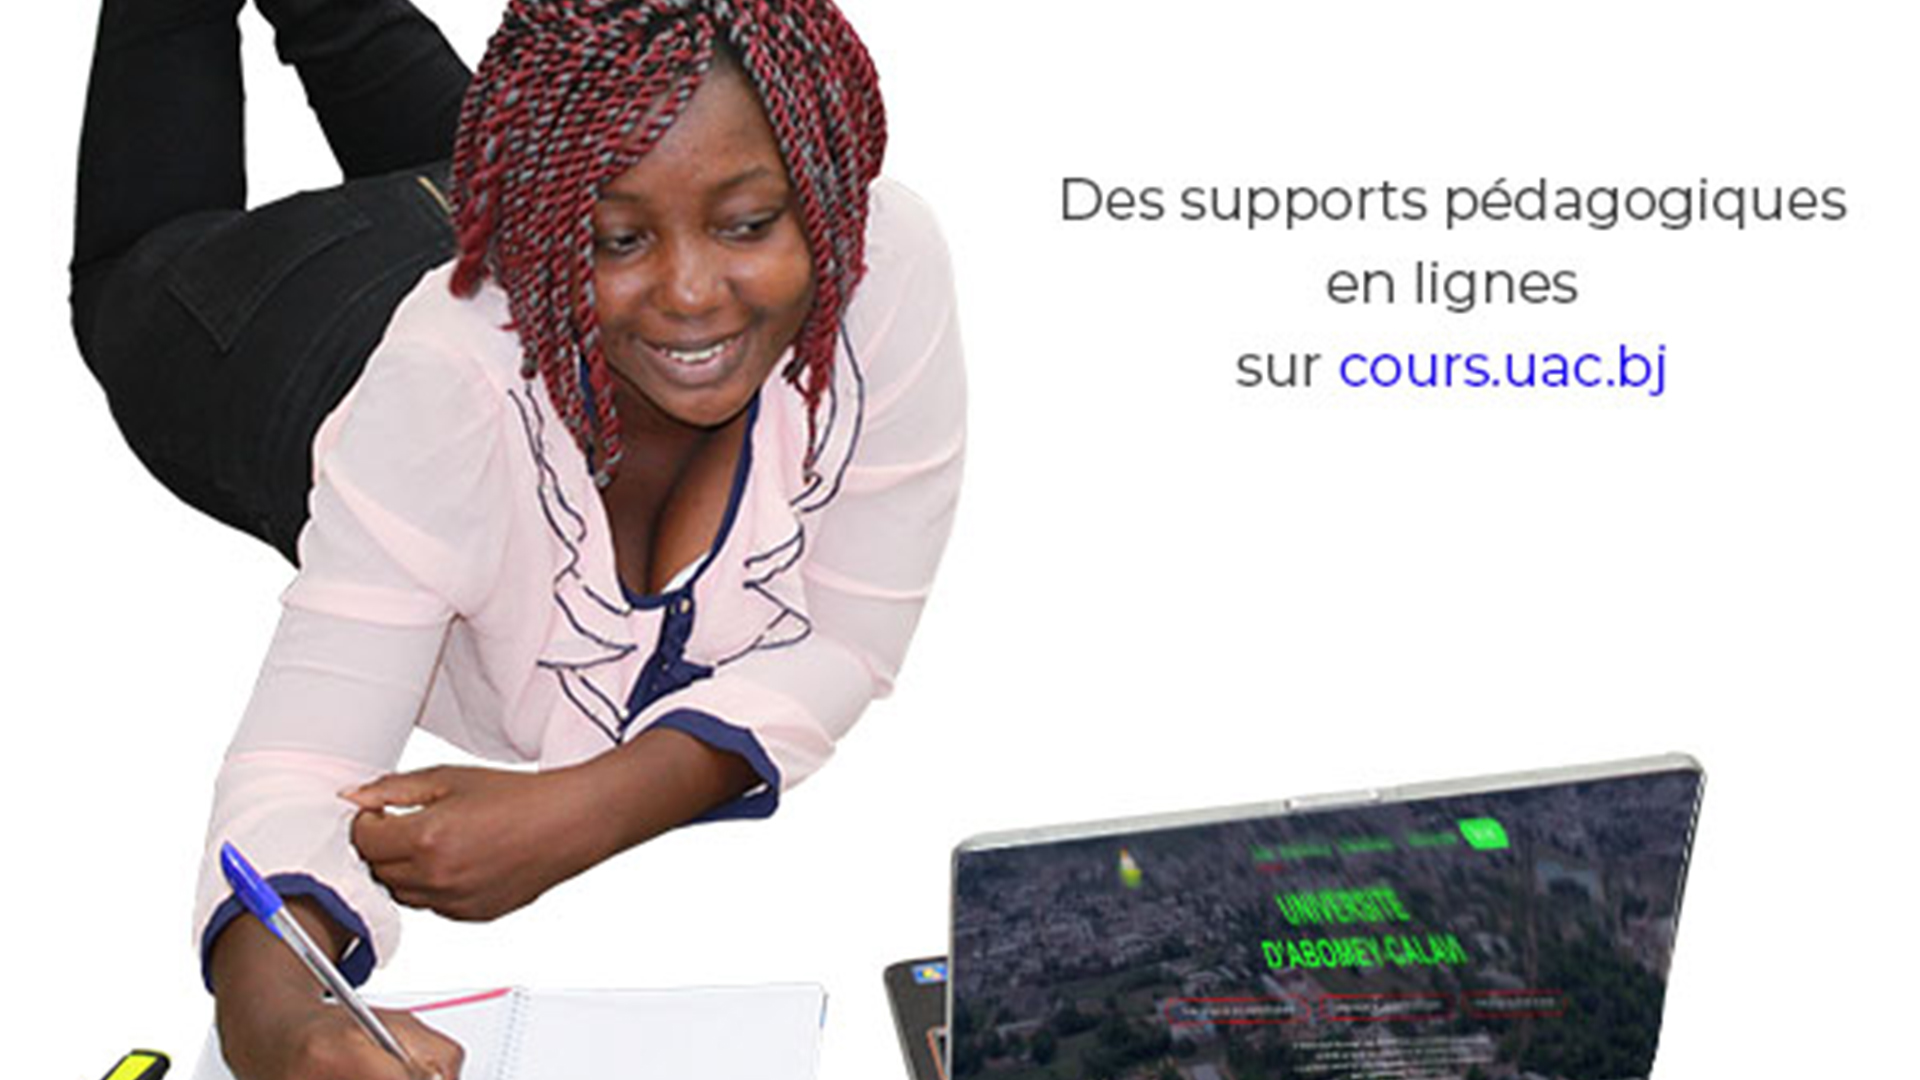 Des supports pédagogiques
en lignes
sur cours.uac.bj
UNIVERSITE
D'ABOMEY-CALAVI